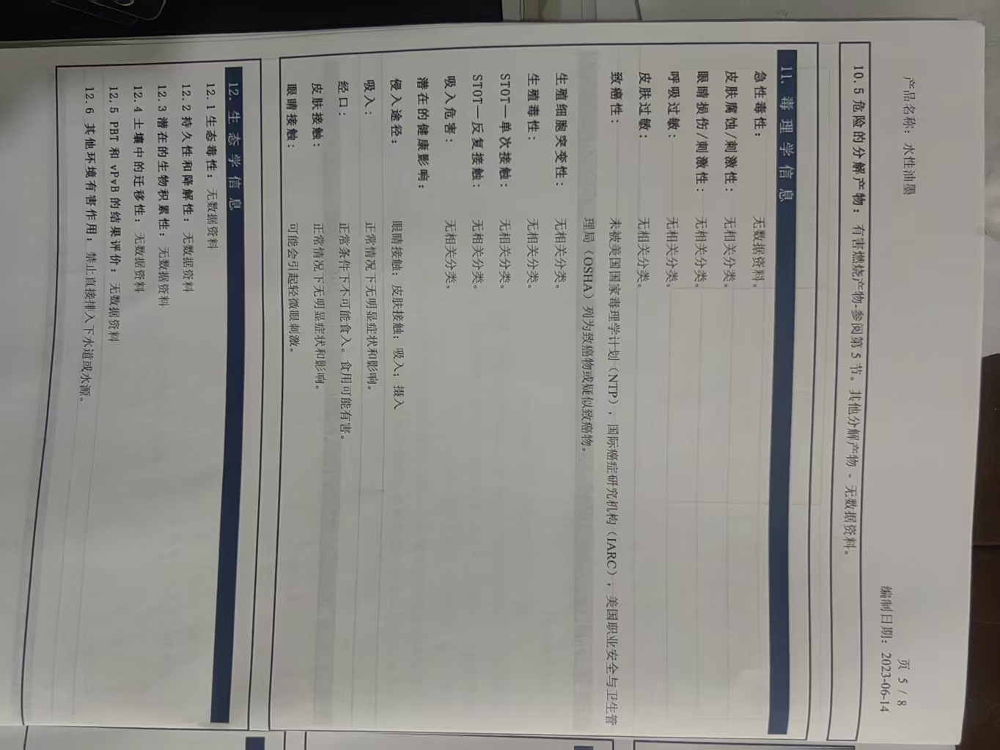 产品名称：水性油墨
页 5 / 8
编制日期：2023-06-14
10.5 危险的分解产物：有害燃烧产物-参阅第 5 节。其他分解产物 - 无数据资料。
11、毒 理 学 信 息
急性毒性： 无数据资料。
皮肤腐蚀/刺激性： 无相关分类。
眼睛损伤/刺激性： 无相关分类。
呼吸过敏： 无相关分类。
皮肤过敏： 无相关分类。
致癌性： 未被美国国家毒理学计划（NTP），国际癌症研究机构（IARC），美国职业安全与卫生管
理局（OSHA）列为致癌物或疑似致癌物。
生殖细胞突变性： 无相关分类。
生殖毒性： 无相关分类。
STOT—单次接触： 无相关分类。
STOT—反复接触： 无相关分类。
吸入危害： 无相关分类。
潜在的健康影响：
侵入途径： 眼睛接触；皮肤接触；吸入；摄入
吸入： 正常情况下无明显症状和影响。
经口： 正常条件下不可能食入。食用可能有害。
皮肤接触： 正常情况下无明显症状和影响。
眼睛接触： 可能会引起轻微眼刺激。
12. 生 态 学 信 息
12.1 生态毒性：无数据资料
12.2 持久性和降解性：无数据资料
12.3 潜在的生物积累性：无数据资料
12.4 土壤中的迁移性：无数据资料
12.5 PBT 和 vPvB 的结果评价：无数据资料
12.6 其他环境有害作用：禁止直接排入下水道或水源。